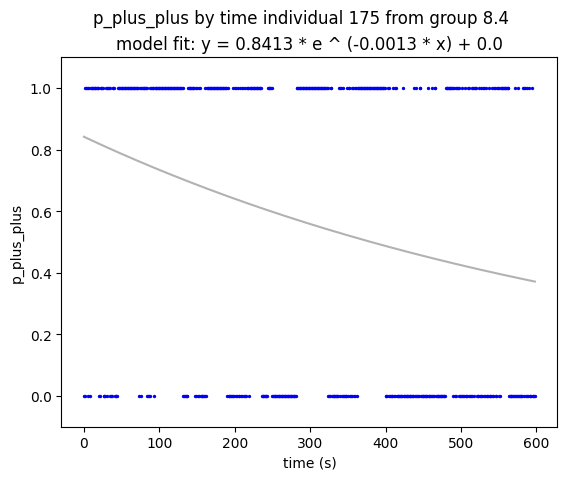 p_plus_plus by time individual 175 from group 8.4
model fit: y = 0.8413 * e ^ (-0.0013 * x) + 0.0
1.0
0.8
0.6
0.4
0.2
0.0
p_plus_plus
0 100 200 300 400 500 600
time (s)